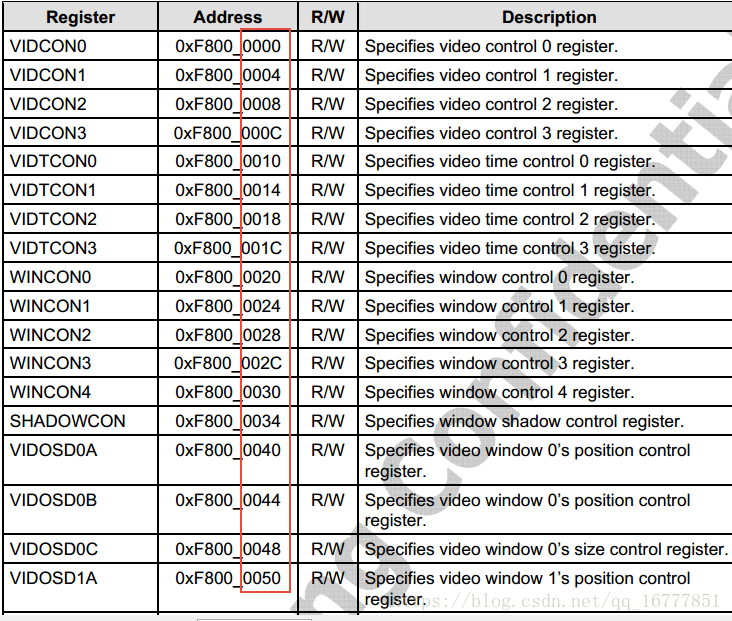 Register Address R/W Description
VIDCON0 0xF800_0000 R/W Specifies video control 0 register.
VIDCON1 0xF800_0004 R/W Specifies video control 1 register.
VIDCON2 0xF800_0008 R/W Specifies video control 2 register.
VIDCON3 0xF800_000C R/W Specifies video control 3 register.
VIDTCON0 0xF800_0010 R/W Specifies video time control 0 register.
VIDTCON1 0xF800_0014 R/W Specifies video time control 1 register.
VIDTCON2 0xF800_0018 R/W Specifies video time control 2 register.
VIDTCON3 0xF800_001C R/W Specifies video time control 3 register.
WINCON0 0xF800_0020 R/W Specifies window control 0 register.
WINCON1 0xF800_0024 R/W Specifies window control 1 register.
WINCON2 0xF800_0028 R/W Specifies window control 2 register.
WINCON3 0xF800_002C R/W Specifies window control 3 register.
WINCON4 0xF800_0030 R/W Specifies window control 4 register.
SHADOWCON 0xF800_0034 R/W Specifies window shadow control register.
VIDOSD0A 0xF800_0040 R/W Specifies video window 0’s position control
register.
VIDOSD0B 0xF800_0044 R/W Specifies video window 0’s position control
register.
VIDOSD0C 0xF800_0048 R/W Specifies video window 0’s size control register.
VIDOSD1A 0xF800_0050 R/W Specifies video window 1’s position control
register.
https://blog.csdn.net/qq_16777851
ng Confidential